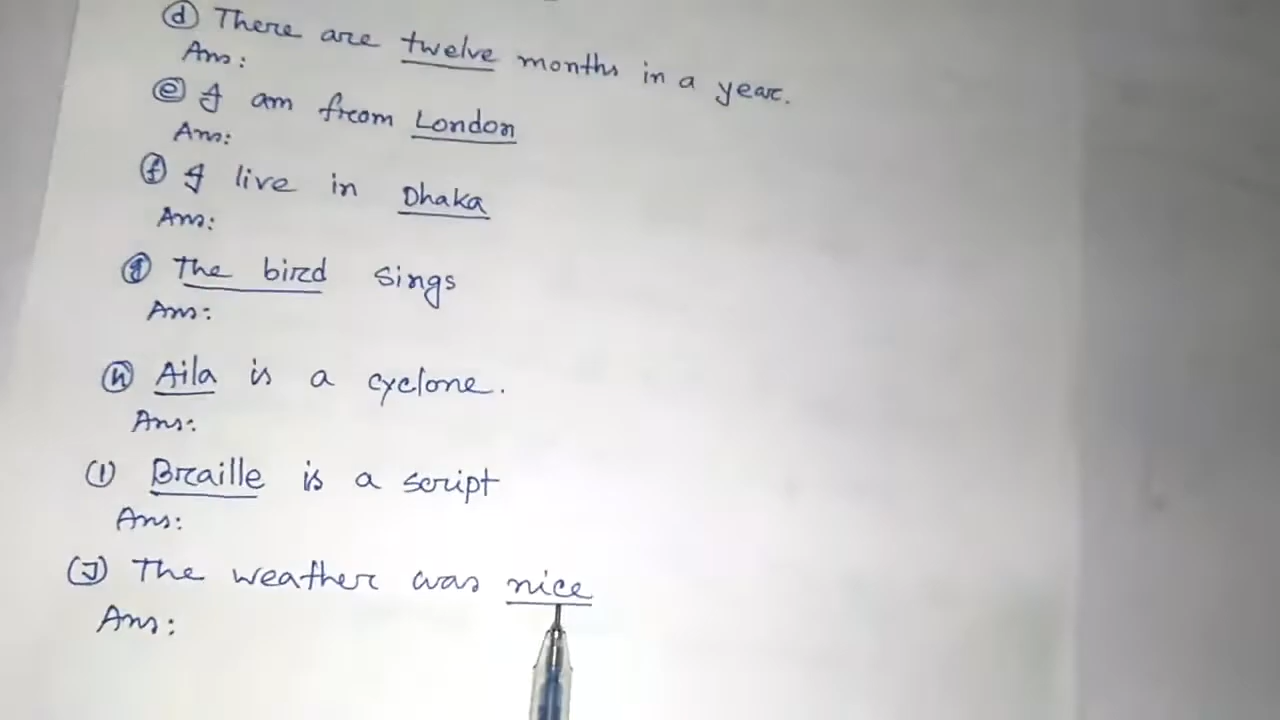 ⓓ There are twelve months in a year.
Ans:
ⓔ I am from London
Ans:
ⓕ I live in Dhaka
Ans:
ⓖ The bird sings
Ans:
ⓗ Aila is a cyclone.
Ans:
(I) Braille is a script
Ans:
(J) The weather was nice
Ans: